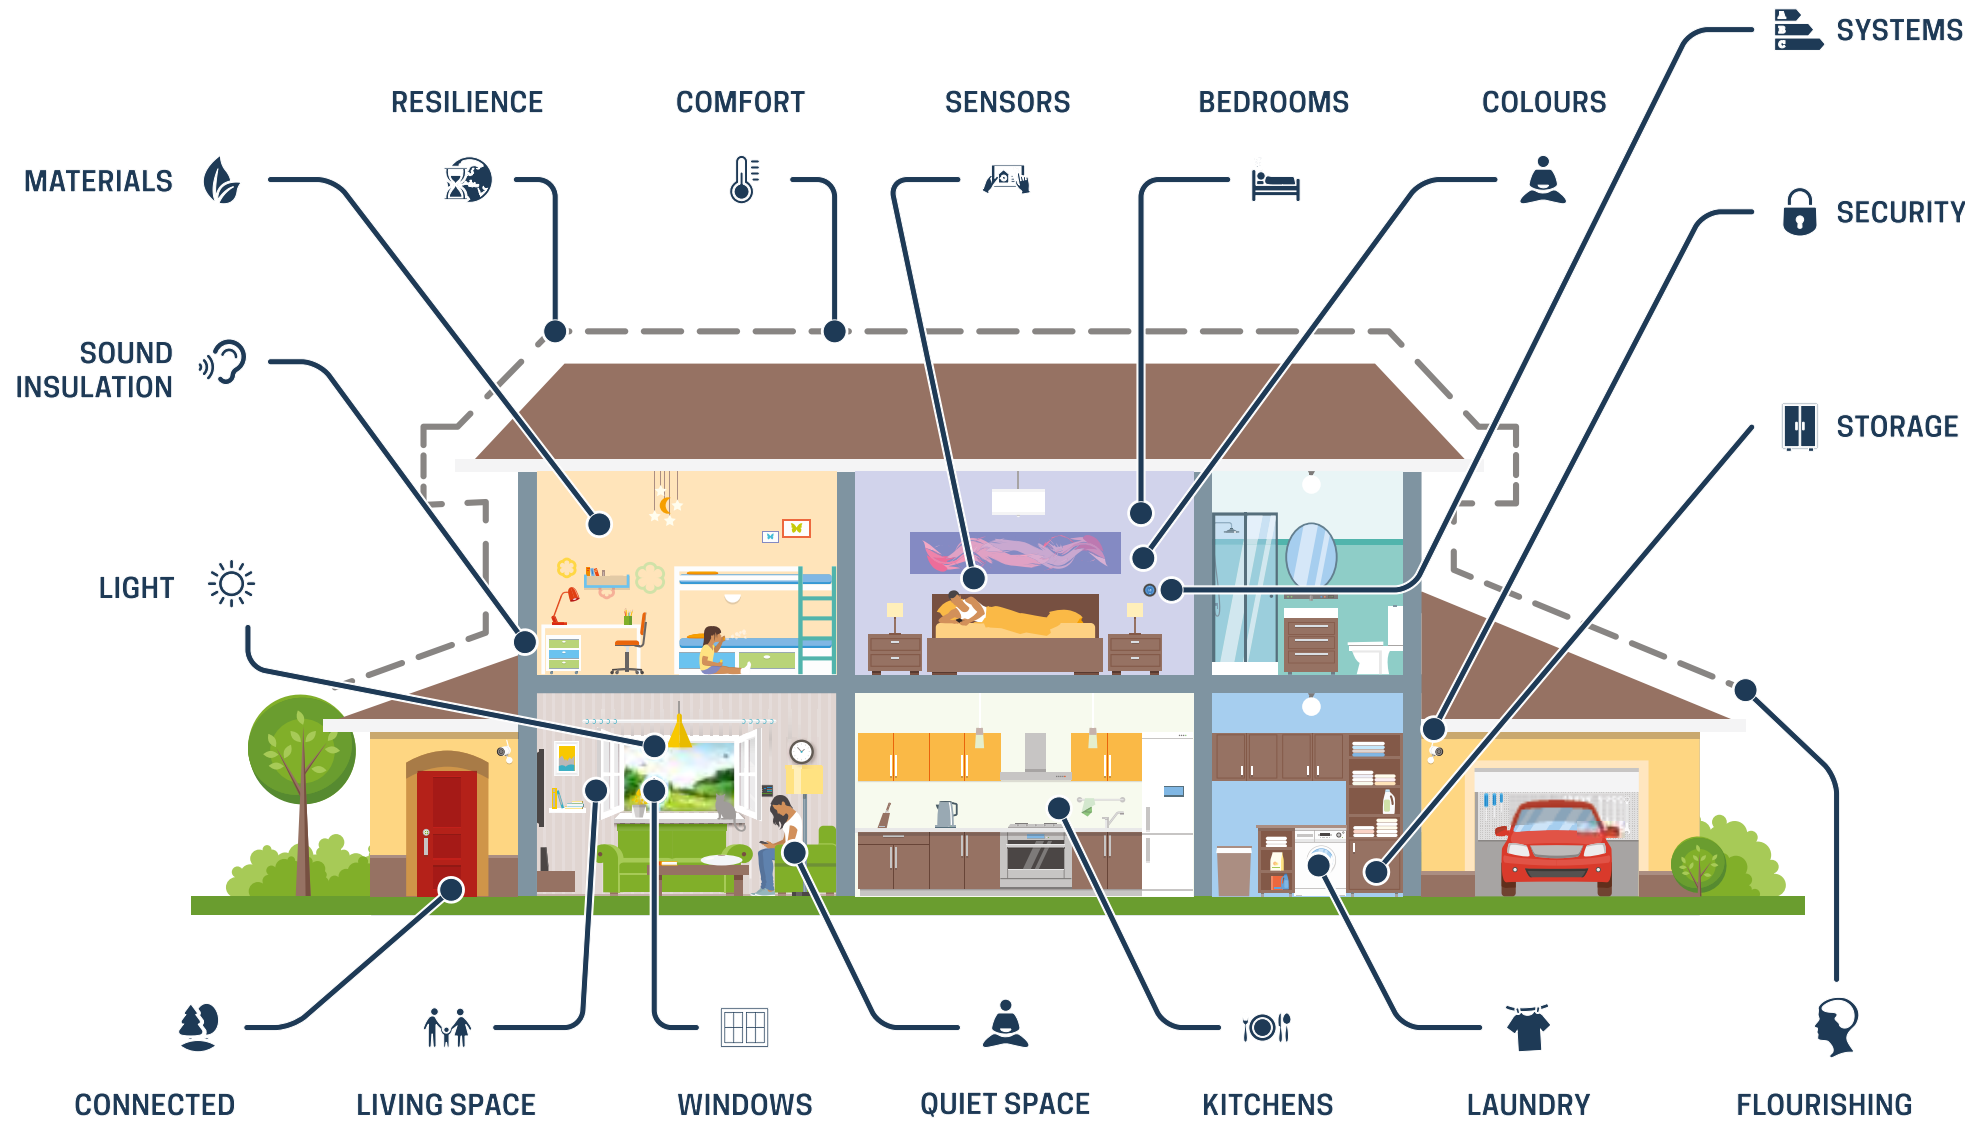 SYSTEMS
A
B
C
RESILIENCE
COMFORT
SENSORS
BEDROOMS
COLOURS
MATERIALS
SECURITY
SOUND
INSULATION
STORAGE
LIGHT
CONNECTED
LIVING SPACE
WINDOWS
QUIET SPACE
KITCHENS
LAUNDRY
FLOURISHING